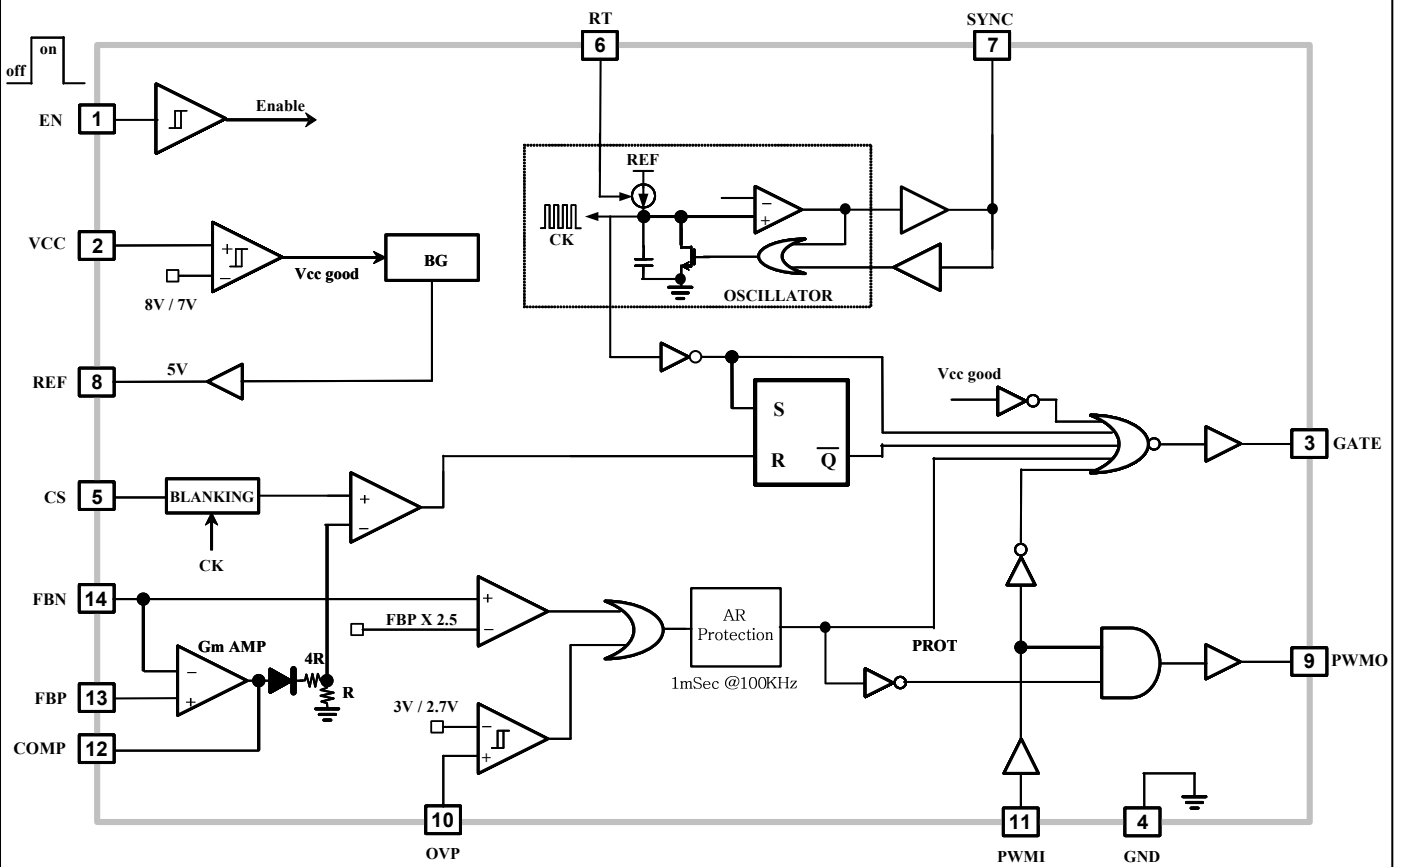 RT
SYNC
6
7
on
off
EN
1
Enable
REF
−
+
CK
OSCILLATOR
VCC
2
+
−
Vcc good
BG
8V / 7V
REF
8
5V
Vcc good
S
R
Q̅
3
GATE
CS
5
BLANKING
+
−
CK
FBN
14
FBP X 2.5
+
−
AR
Protection
1mSec @100KHz
PROT
Gm AMP
−
+
4R
R
FBP
13
COMP
12
3V / 2.7V
−
+
9
PWMO
10
OVP
11
PWMI
4
GND